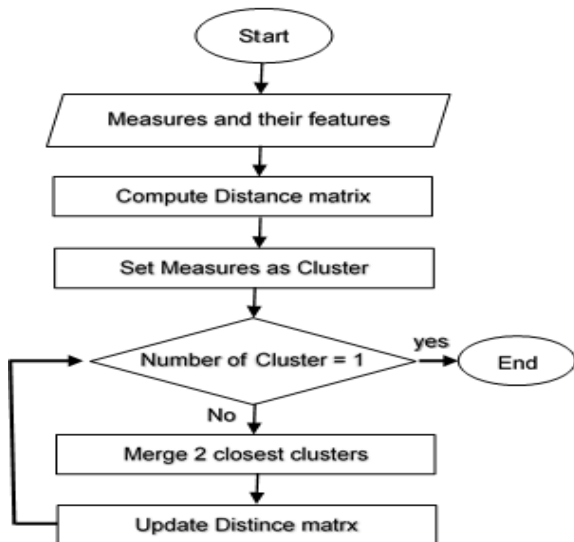 Start
Measures and their features
Compute Distance matrix
Set Measures as Cluster
Number of Cluster = 1
yes
End
No
Merge 2 closest clusters
Update Distince matrx